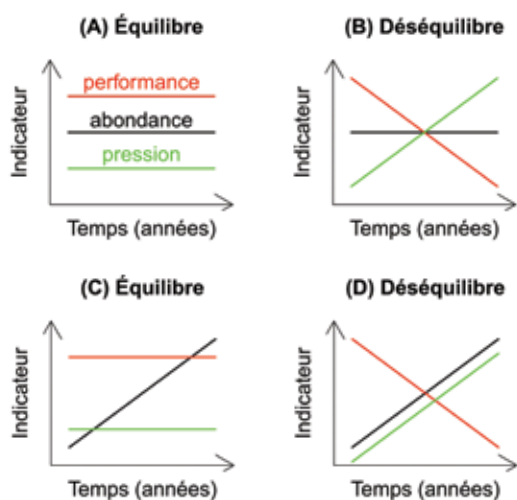 (A) Équilibre
performance
abondance
pression
Indicateur
Temps (années)
(B) Déséquilibre
Indicateur
Temps (années)
(C) Équilibre
Indicateur
Temps (années)
(D) Déséquilibre
Indicateur
Temps (années)